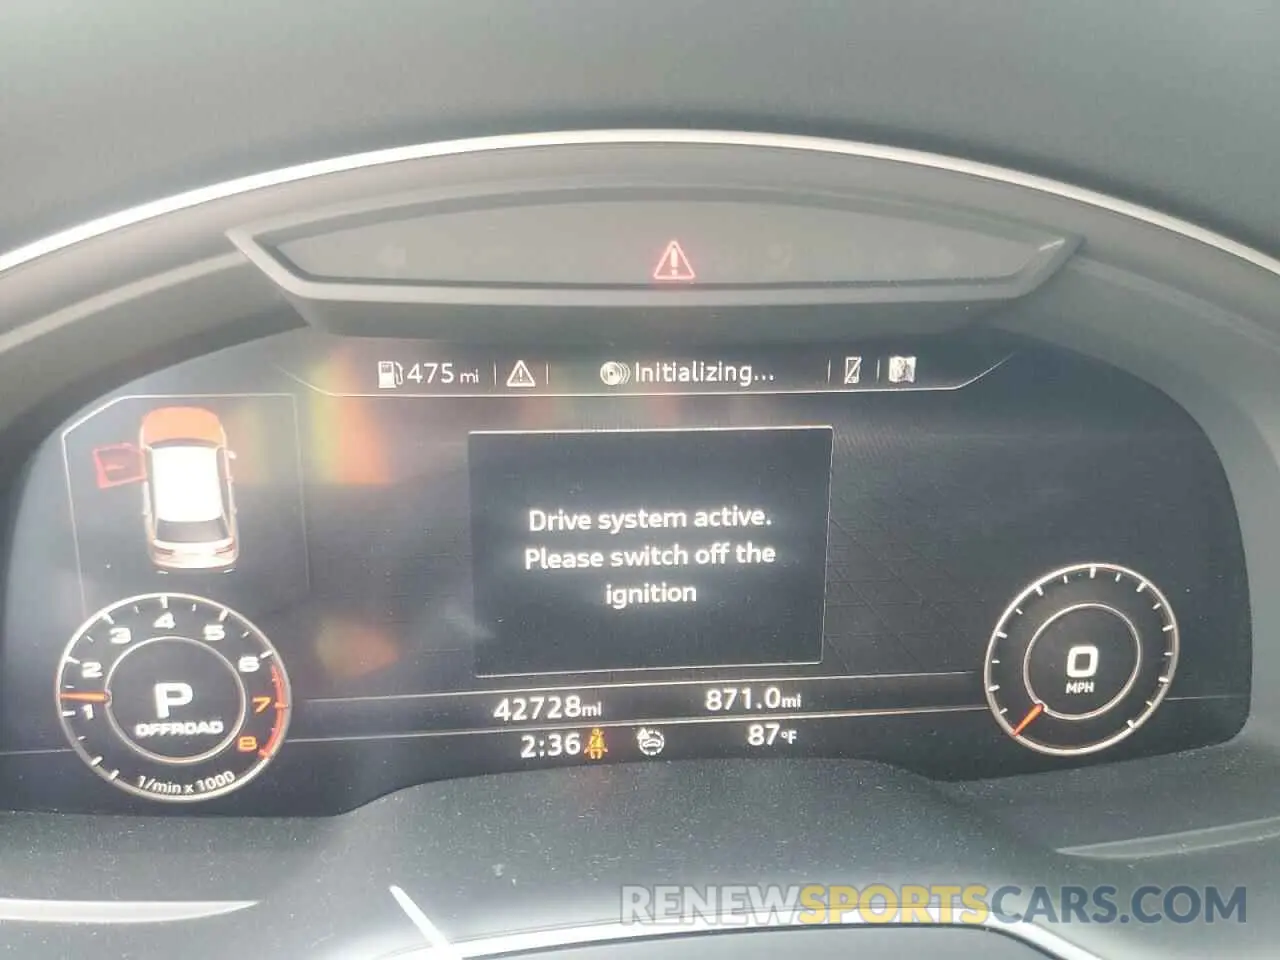 475 mi
Initializing...
Drive system active.
Please switch off the
ignition
1 2 3 4 5 6 7 8
P
OFFROAD
1/min x 1000
0
MPH
42728mi
871.0mi
2:36
87°F
RENEWSPORTSCARS.COM